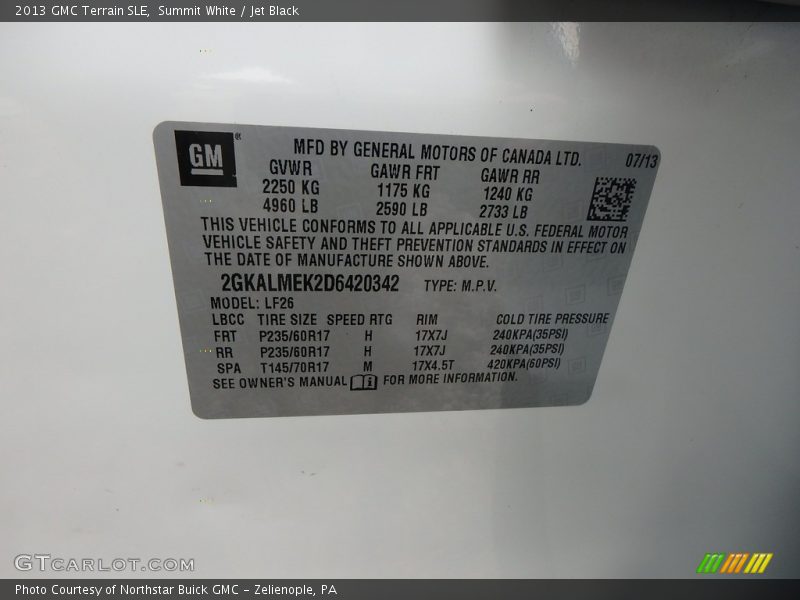 2013 GMC Terrain SLE, Summit White / Jet Black
GM®
MFD BY GENERAL MOTORS OF CANADA LTD. 07/13
GVWR GAWR FRT GAWR RR
2250 KG 1175 KG 1240 KG
4960 LB 2590 LB 2733 LB
THIS VEHICLE CONFORMS TO ALL APPLICABLE U.S. FEDERAL MOTOR
VEHICLE SAFETY AND THEFT PREVENTION STANDARDS IN EFFECT ON
THE DATE OF MANUFACTURE SHOWN ABOVE.
2GKALMEK2D6420342 TYPE: M.P.V.
MODEL: LF26
LBCC TIRE SIZE SPEED RTG RIM COLD TIRE PRESSURE
FRT P235/60R17 H 17X7J 240KPA(35PSI)
RR P235/60R17 H 17X7J 240KPA(35PSI)
SPA T145/70R17 M 17X4.5T 420KPA(60PSI)
SEE OWNER'S MANUAL FOR MORE INFORMATION.
GTCARLOT.COM
Photo Courtesy of Northstar Buick GMC - Zelienople, PA